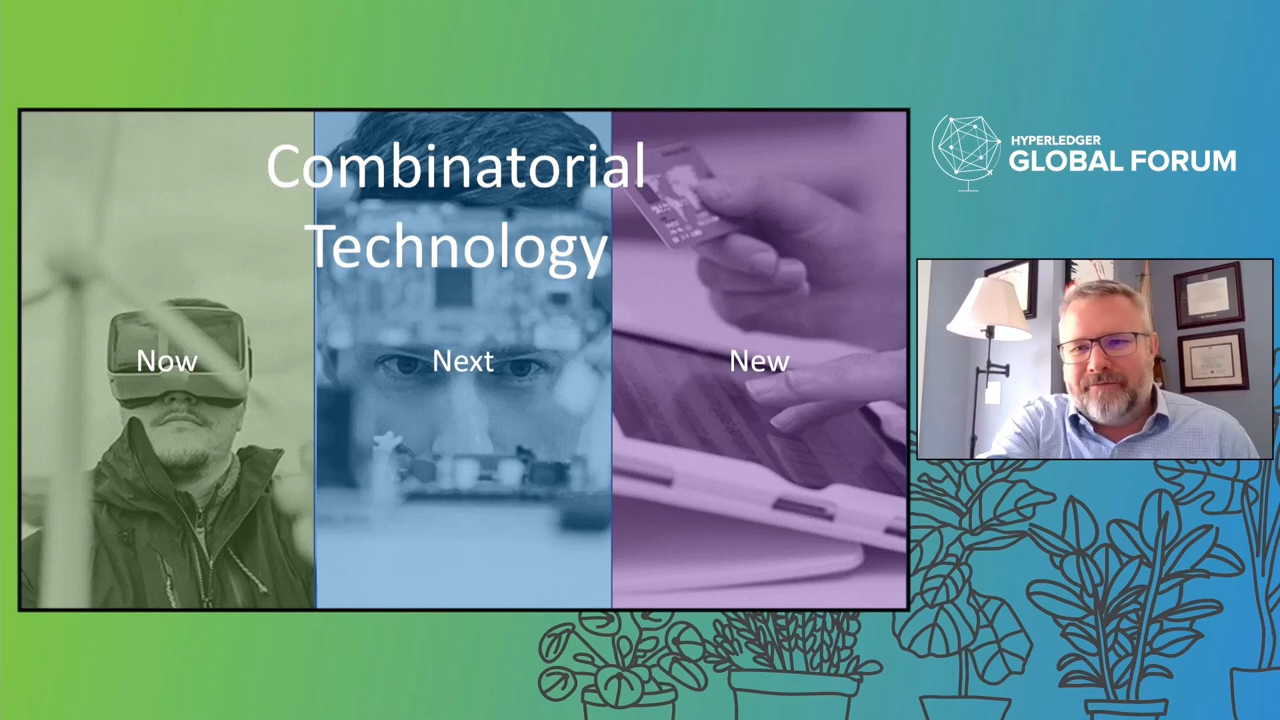 Combinatorial
Technology
Now
Next
New
HYPERLEDGER
GLOBAL FORUM